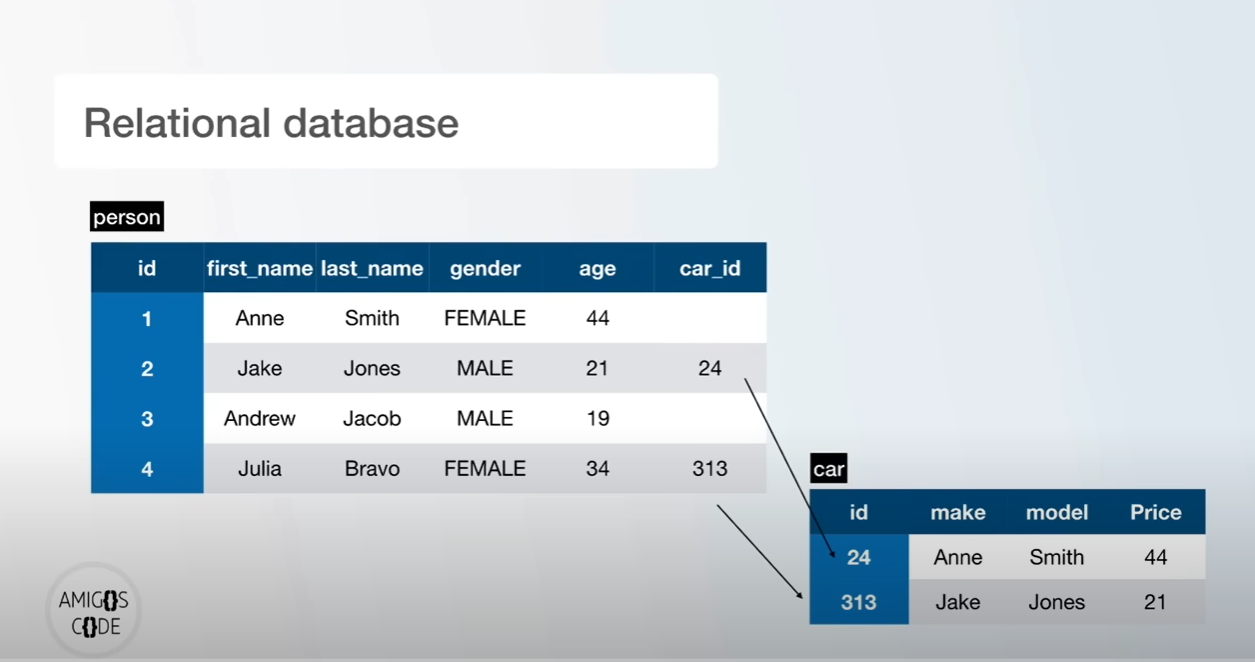 Relational database
person
id first_name last_name gender age car_id
1 Anne Smith FEMALE 44
2 Jake Jones MALE 21 24
3 Andrew Jacob MALE 19
4 Julia Bravo FEMALE 34 313
car
id make model Price
24 Anne Smith 44
313 Jake Jones 21
AMIG{}S
C{}DE